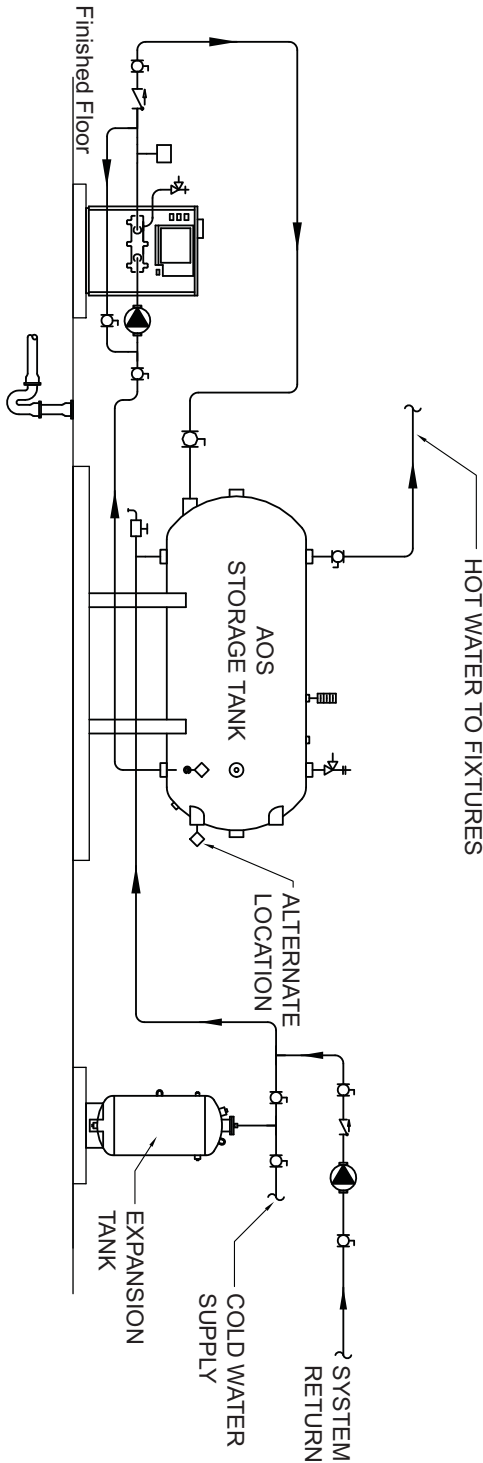 HOT WATER TO FIXTURES
SYSTEM
RETURN
COLD WATER
SUPPLY
AOS
STORAGE TANK
ALTERNATE
LOCATION
EXPANSION
TANK
Finished Floor